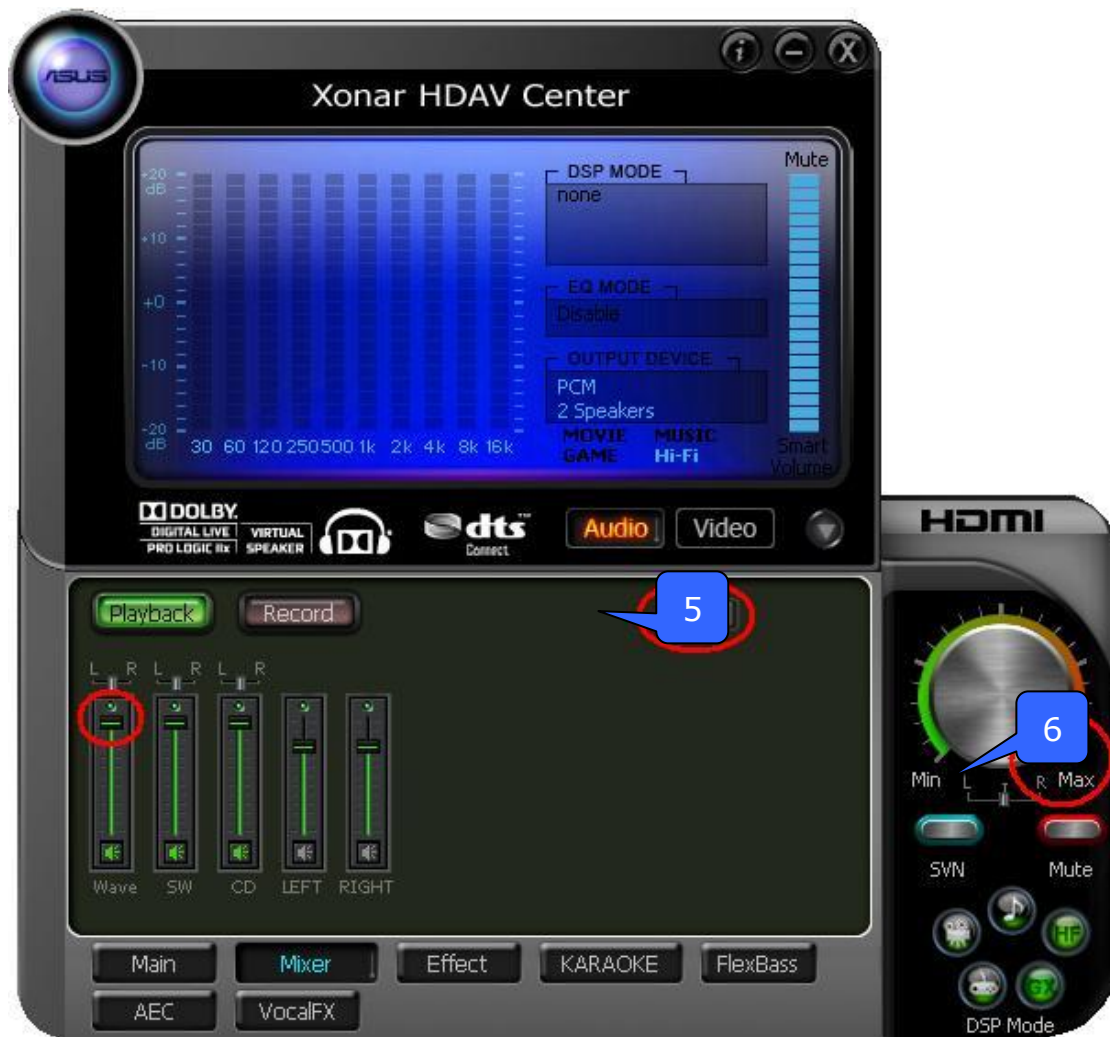 ASUS
i - X
Xonar HDAV Center
+20 dB
+10
+0
-10
-20 dB
30 60 120 250 500 1k 2k 4k 8k 16k
DSP MODE
none
EQ MODE
Disable
OUTPUT DEVICE
PCM
2 Speakers
MOVIE MUSIC
GAME Hi-Fi
Mute
Smart
Volume
DOLBY
DIGITAL LIVE
PRO LOGIC IIx
VIRTUAL
SPEAKER
dts
Connect
Audio
Video
HDMI
Playback
Record
5
L R L R L R
Wave SW CD LEFT RIGHT
6
Min L R Max
SVN Mute
HF
GX
DSP Mode
Main Mixer Effect KARAOKE FlexBass
AEC VocalFX